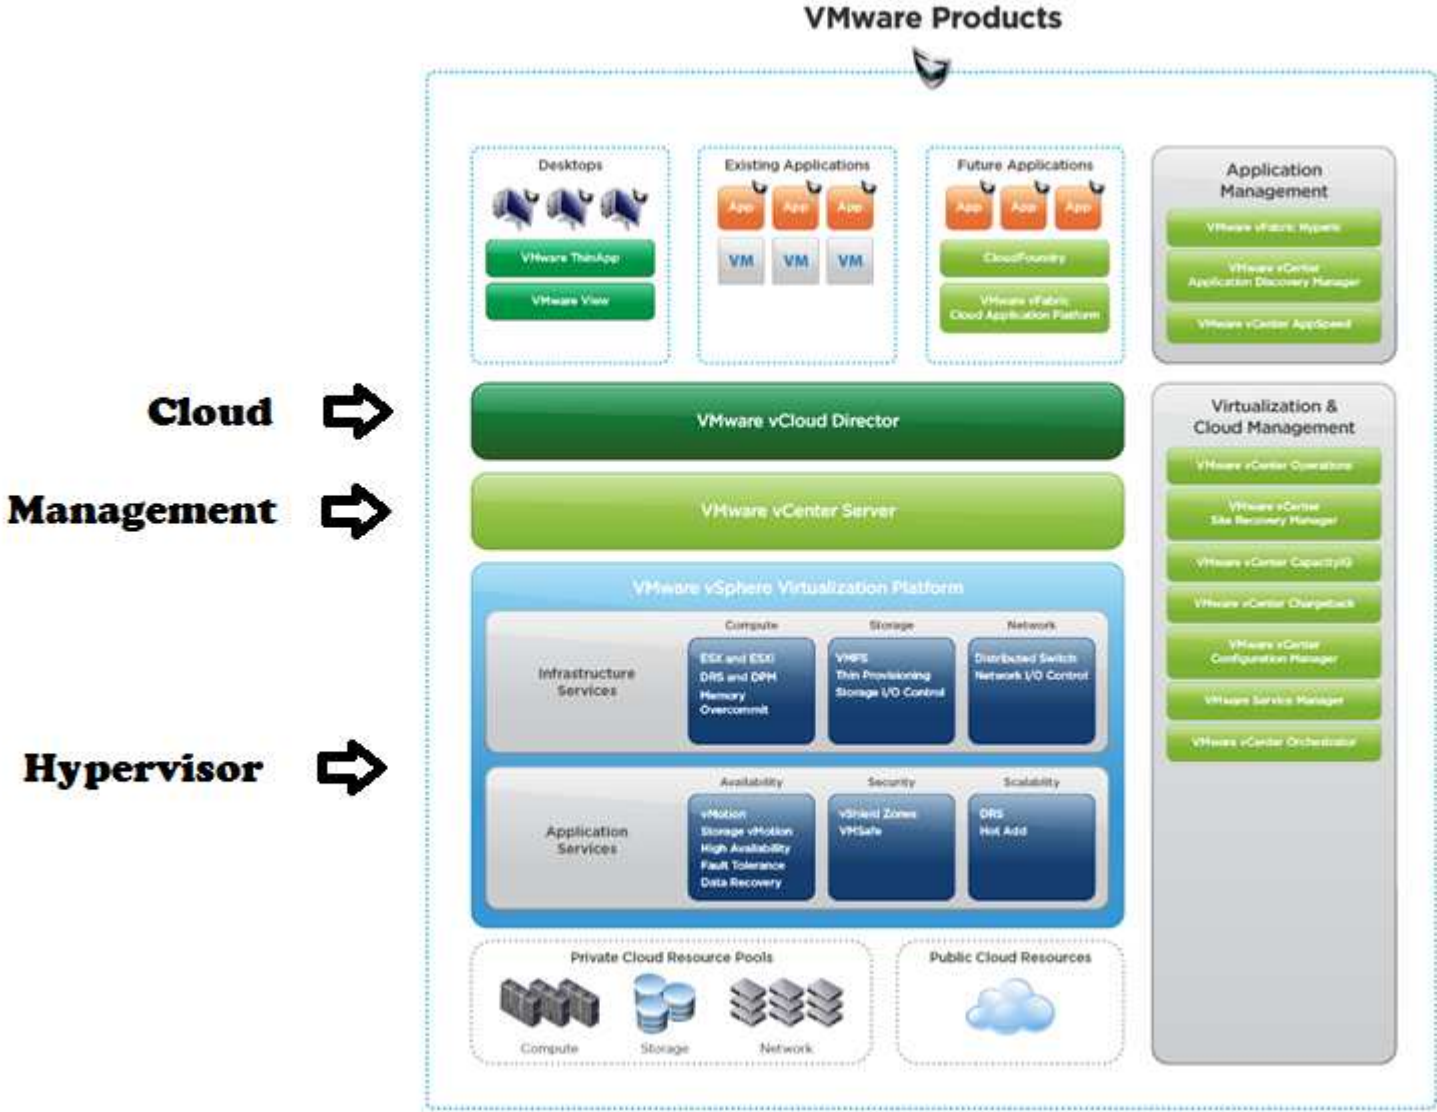 VMware Products
Desktops
VMware ThinApp
VMware View
Existing Applications
App App App
VM VM VM
Future Applications
App App App
CloudFoundry
VMware vFabric
Cloud Application Platform
Application
Management
VMware vFabric Hyperic
VMware vCenter
Application Discovery Manager
VMware vCenter AppSpeed
Cloud
VMware vCloud Director
Management
VMware vCenter Server
Hypervisor
VMware vSphere Virtualization Platform
Infrastructure
Services
Compute
ESX and ESXi
DRS and DPM
Memory
Overcommit
Storage
VMFS
Thin Provisioning
Storage I/O Control
Network
Distributed Switch
Network I/O Control
Application
Services
Availability
vMotion
Storage vMotion
High Availability
Fault Tolerance
Data Recovery
Security
vShield Zones
VMSafe
Scalability
DRS
Hot Add
Virtualization &
Cloud Management
VMware vCenter Operations
VMware vCenter
Site Recovery Manager
VMware vCenter CapacityIQ
VMware vCenter Chargeback
VMware vCenter
Configuration Manager
VMware Service Manager
VMware vCenter Orchestrator
Private Cloud Resource Pools
Compute
Storage
Network
Public Cloud Resources